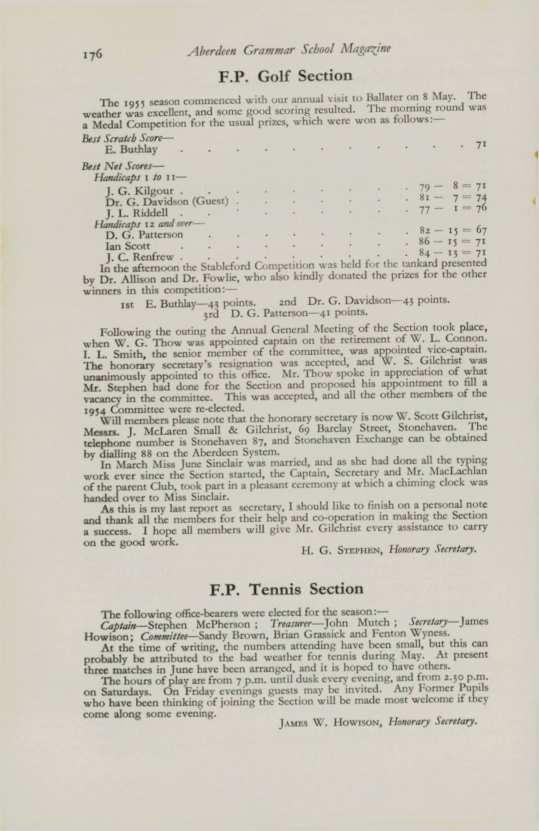 176 Aberdeen Grammar School Magazine
F.P. Golf Section
The 1955 season commenced with our annual visit to Ballater on 8 May. The
weather was excellent, and some good scoring resulted. The morning round was
a Medal Competition for the usual prizes, which were won as follows:—
Best Scratch Score—
E. Buthlay . . . . . . . . . . . 71
Best Net Scores—
Handicaps 1 to 11—
J. G. Kilgour . . . . . . . . . 79 — 8 = 71
Dr. G. Davidson (Guest) . . . . . . . 81 — 7 = 74
J. L. Riddell . . . . . . . . . 77 — 1 = 76
Handicaps 12 and over—
D. G. Patterson . . . . . . . . 82 — 15 = 67
Ian Scott . . . . . . . . 86 — 15 = 71
J. C. Renfrew . . . . . . . . . 84 — 13 = 71
In the afternoon the Stableford Competition was held for the tankard presented
by Dr. Allison and Dr. Fowlie, who also kindly donated the prizes for the other
winners in this competition:—
1st E. Buthlay—43 points. 2nd Dr. G. Davidson—43 points.
3rd D. G. Patterson—41 points.
Following the outing the Annual General Meeting of the Section took place,
when W. G. Thow was appointed captain on the retirement of W. L. Connon.
I. L. Smith, the senior member of the committee, was appointed vice-captain.
The honorary secretary's resignation was accepted, and W. S. Gilchrist was
unanimously appointed to this office. Mr. Thow spoke in appreciation of what
Mr. Stephen had done for the Section and proposed his appointment to fill a
vacancy in the committee. This was accepted, and all the other members of the
1954 Committee were re-elected.
Will members please note that the honorary secretary is now W. Scott Gilchrist,
Messrs. J. McLaren Small & Gilchrist, 69 Barclay Street, Stonehaven. The
telephone number is Stonehaven 87, and Stonehaven Exchange can be obtained
by dialling 88 on the Aberdeen System.
In March Miss June Sinclair was married, and as she had done all the typing
work ever since the Section started, the Captain, Secretary and Mr. MacLachlan
of the parent Club, took part in a pleasant ceremony at which a chiming clock was
handed over to Miss Sinclair.
As this is my last report as secretary, I should like to finish on a personal note
and thank all the members for their help and co-operation in making the Section
a success. I hope all members will give Mr. Gilchrist every assistance to carry
on the good work.
H. G. Stephen, Honorary Secretary.
F.P. Tennis Section
The following office-bearers were elected for the season:—
Captain—Stephen McPherson ; Treasurer—John Mutch ; Secretary—James
Howison; Committee—Sandy Brown, Brian Grassick and Fenton Wyness.
At the time of writing, the numbers attending have been small, but this can
probably be attributed to the bad weather for tennis during May. At present
three matches in June have been arranged, and it is hoped to have others.
The hours of play are from 7 p.m. until dusk every evening, and from 2.30 p.m.
on Saturdays. On Friday evenings guests may be invited. Any Former Pupils
who have been thinking of joining the Section will be made most welcome if they
come along some evening.
James W. Howison, Honorary Secretary.